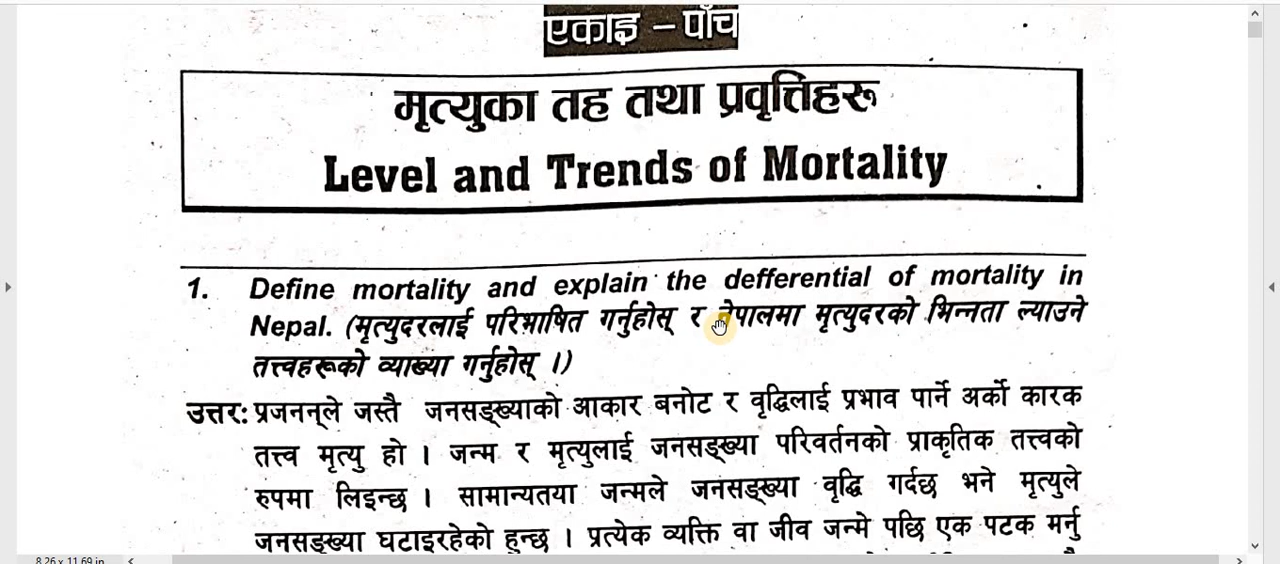 एकाइ – पाँच
मृत्युका तह तथा प्रवृत्तिहरू
Level and Trends of Mortality
1. Define mortality and explain the defferential of mortality in
Nepal. (मृत्युदरलाई परिभाषित गर्नुहोस् र नेपालमा मृत्युदरको भिन्नता ल्याउने
तत्त्वहरूको व्याख्या गर्नुहोस् ।)
उत्तर: प्रजनन्ले जस्तै जनसङ्ख्याको आकार बनोट र वृद्धिलाई प्रभाव पार्ने अर्को कारक
तत्त्व मृत्यु हो । जन्म र मृत्युलाई जनसङ्ख्या परिवर्तनको प्राकृतिक तत्त्वको
रुपमा लिइन्छ । सामान्यतया जन्मले जनसङ्ख्या वृद्धि गर्दछ भने मृत्युले
जनसङ्ख्या घटाइरहेको हुन्छ । प्रत्येक व्यक्ति वा जीव जन्मे पछि एक पटक मर्नु
8.26 x 11.69 in